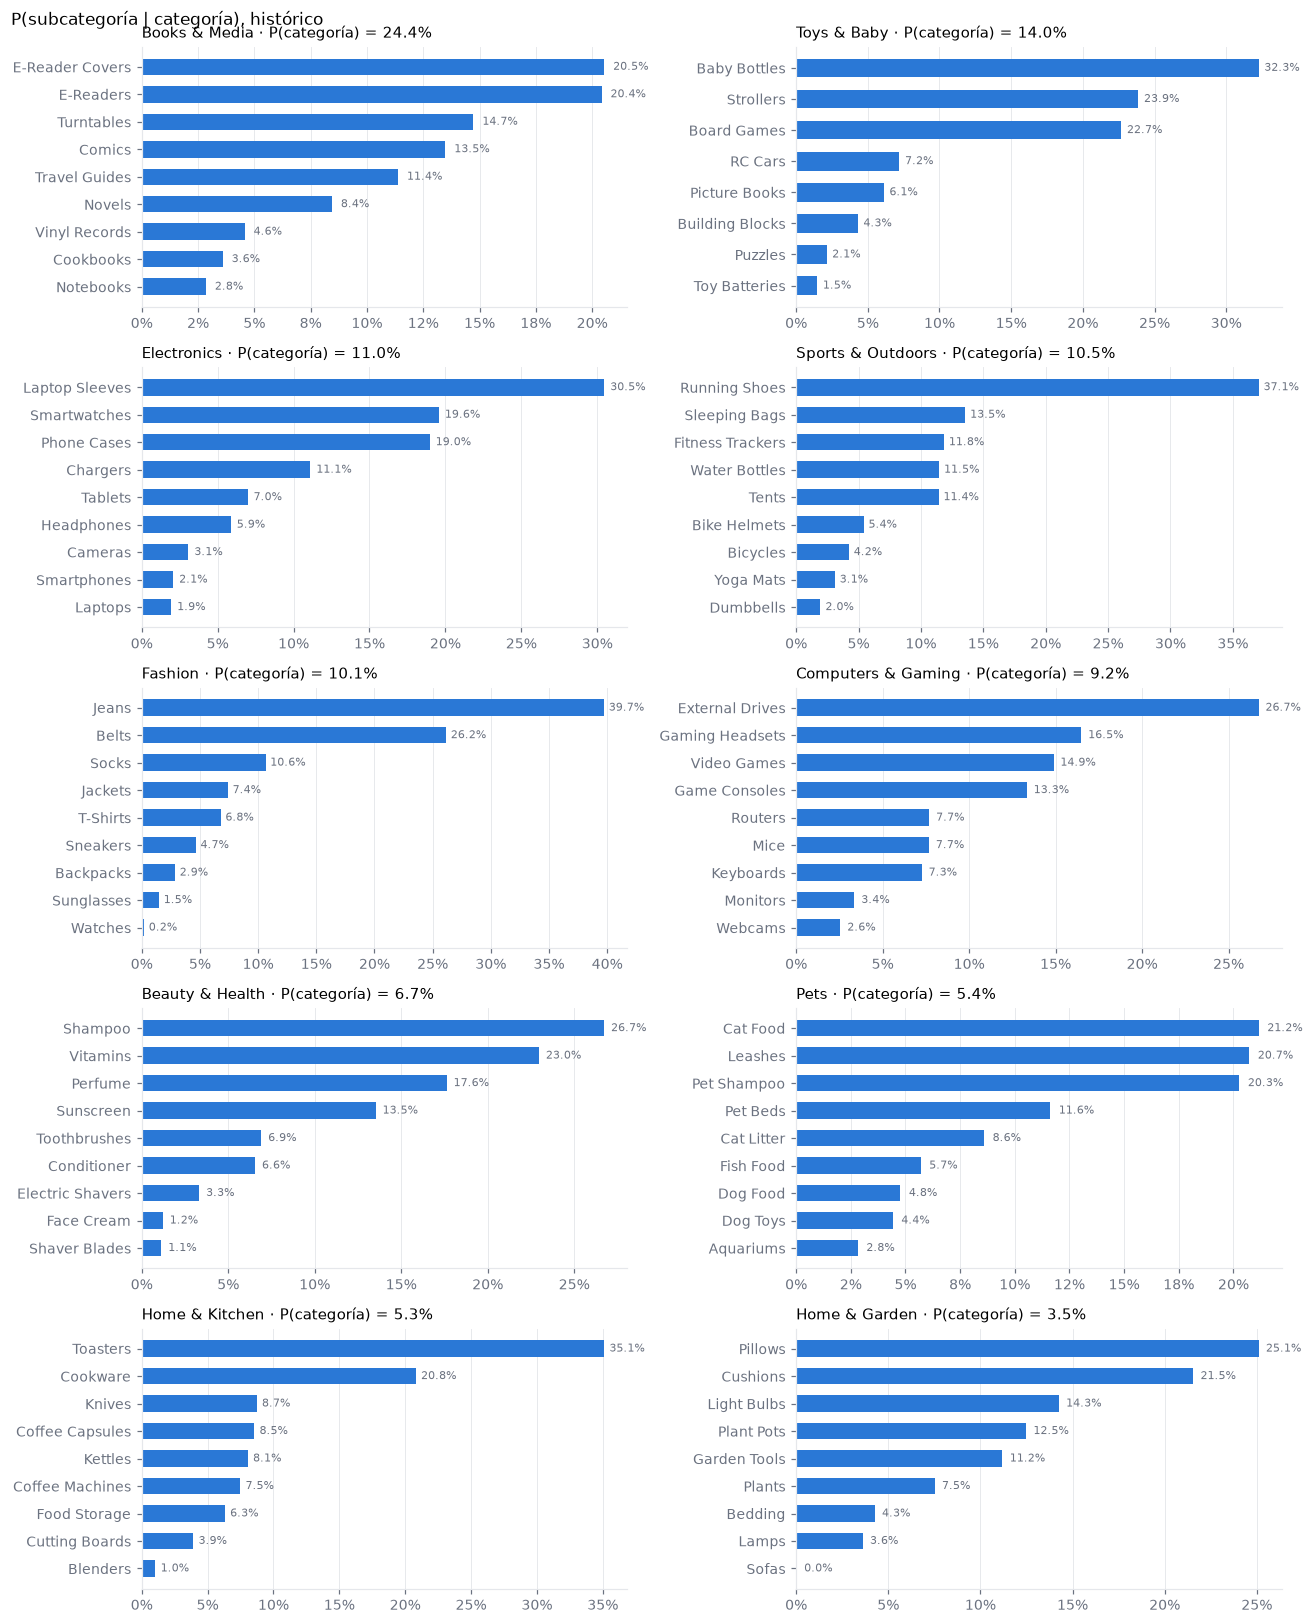 P(subcategoría | categoría), histórico
Books & Media · P(categoría) = 24.4%
E-Reader Covers 20.5%
E-Readers 20.4%
Turntables 14.7%
Comics 13.5%
Travel Guides 11.4%
Novels 8.4%
Vinyl Records 4.6%
Cookbooks 3.6%
Notebooks 2.8%
0% 2% 5% 8% 10% 12% 15% 18% 20%
Toys & Baby · P(categoría) = 14.0%
Baby Bottles 32.3%
Strollers 23.9%
Board Games 22.7%
RC Cars 7.2%
Picture Books 6.1%
Building Blocks 4.3%
Puzzles 2.1%
Toy Batteries 1.5%
0% 5% 10% 15% 20% 25% 30%
Electronics · P(categoría) = 11.0%
Laptop Sleeves 30.5%
Smartwatches 19.6%
Phone Cases 19.0%
Chargers 11.1%
Tablets 7.0%
Headphones 5.9%
Cameras 3.1%
Smartphones 2.1%
Laptops 1.9%
0% 5% 10% 15% 20% 25% 30%
Sports & Outdoors · P(categoría) = 10.5%
Running Shoes 37.1%
Sleeping Bags 13.5%
Fitness Trackers 11.8%
Water Bottles 11.5%
Tents 11.4%
Bike Helmets 5.4%
Bicycles 4.2%
Yoga Mats 3.1%
Dumbbells 2.0%
0% 5% 10% 15% 20% 25% 30% 35%
Fashion · P(categoría) = 10.1%
Jeans 39.7%
Belts 26.2%
Socks 10.6%
Jackets 7.4%
T-Shirts 6.8%
Sneakers 4.7%
Backpacks 2.9%
Sunglasses 1.5%
Watches 0.2%
0% 5% 10% 15% 20% 25% 30% 35% 40%
Computers & Gaming · P(categoría) = 9.2%
External Drives 26.7%
Gaming Headsets 16.5%
Video Games 14.9%
Game Consoles 13.3%
Routers 7.7%
Mice 7.7%
Keyboards 7.3%
Monitors 3.4%
Webcams 2.6%
0% 5% 10% 15% 20% 25%
Beauty & Health · P(categoría) = 6.7%
Shampoo 26.7%
Vitamins 23.0%
Perfume 17.6%
Sunscreen 13.5%
Toothbrushes 6.9%
Conditioner 6.6%
Electric Shavers 3.3%
Face Cream 1.2%
Shaver Blades 1.1%
0% 5% 10% 15% 20% 25%
Pets · P(categoría) = 5.4%
Cat Food 21.2%
Leashes 20.7%
Pet Shampoo 20.3%
Pet Beds 11.6%
Cat Litter 8.6%
Fish Food 5.7%
Dog Food 4.8%
Dog Toys 4.4%
Aquariums 2.8%
0% 2% 5% 8% 10% 12% 15% 18% 20%
Home & Kitchen · P(categoría) = 5.3%
Toasters 35.1%
Cookware 20.8%
Knives 8.7%
Coffee Capsules 8.5%
Kettles 8.1%
Coffee Machines 7.5%
Food Storage 6.3%
Cutting Boards 3.9%
Blenders 1.0%
0% 5% 10% 15% 20% 25% 30% 35%
Home & Garden · P(categoría) = 3.5%
Pillows 25.1%
Cushions 21.5%
Light Bulbs 14.3%
Plant Pots 12.5%
Garden Tools 11.2%
Plants 7.5%
Bedding 4.3%
Lamps 3.6%
Sofas 0.0%
0% 5% 10% 15% 20% 25%